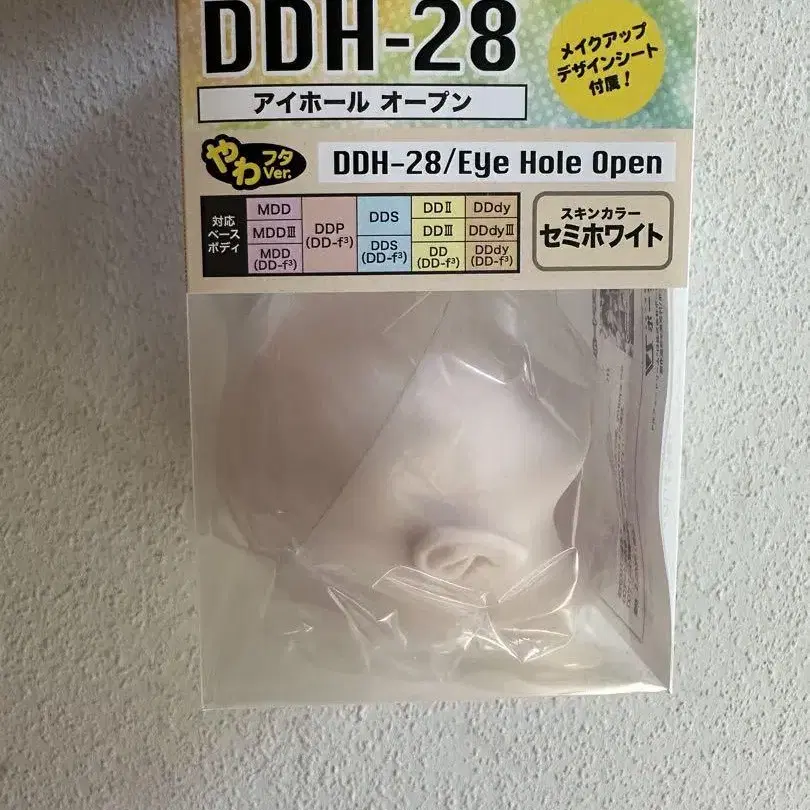 DDH-28
アイホール オープン
メイクアップ
デザインシート
付属！
やわ
フタ
Ver.
DDH-28/Eye Hole Open
対応
ベース
ボディ
MDD
MDDⅢ
MDD
(DD-f³)
DDP
(DD-f³)
DDS
DDS
(DD-f³)
DDⅡ
DDⅢ
DD
(DD-f³)
DDdy
DDdyⅢ
DDdy
(DD-f³)
スキンカラー
セミホワイト